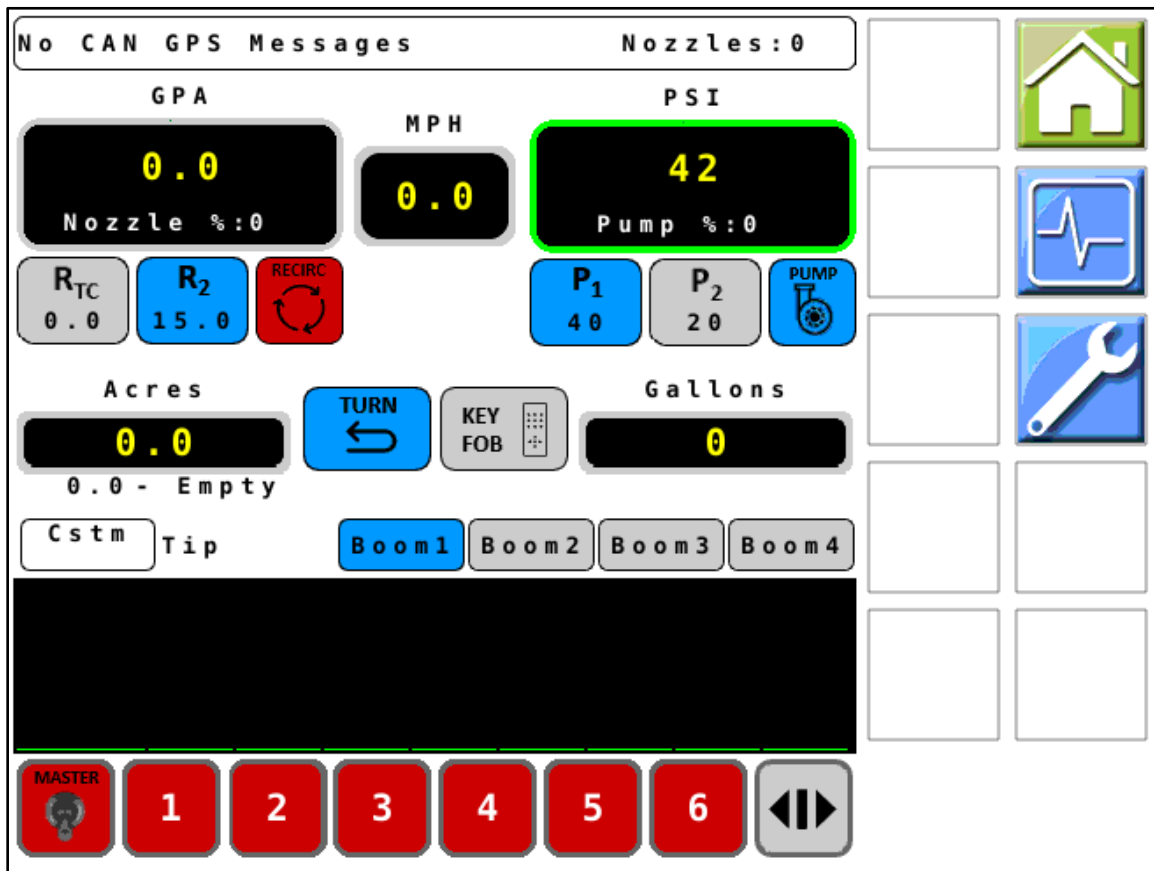 No CAN GPS Messages Nozzles:0
GPA
MPH
PSI
0.0
Nozzle %:0
0.0
42
Pump %:0
RTC
0.0
R2
15.0
RECIRC
P1
40
P2
20
PUMP
Acres
0.0
0.0- Empty
TURN
KEY
FOB
Gallons
0
Cstm Tip
Boom1 Boom2 Boom3 Boom4
MASTER
1 2 3 4 5 6